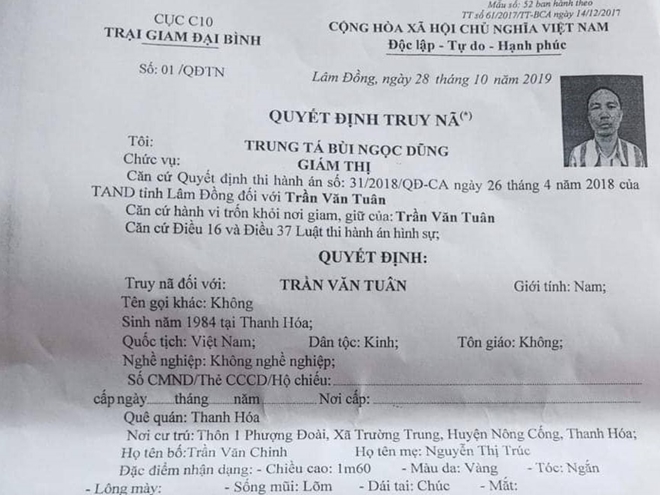 Mẫu số: 52 ban hành theo
TT số 61/2017/TT-BCA ngày 14/12/2017
CỤC C10
TRẠI GIAM ĐẠI BÌNH
CỘNG HÒA XÃ HỘI CHỦ NGHĨA VIỆT NAM
Độc lập - Tự do - Hạnh phúc
Số: 01 /QĐTN
Lâm Đồng, ngày 28 tháng 10 năm 2019
QUYẾT ĐỊNH TRUY NÃ(*)
Tôi: TRUNG TÁ BÙI NGỌC DŨNG
Chức vụ: GIÁM THỊ
Căn cứ Quyết định thi hành án số: 31/2018/QĐ-CA ngày 26 tháng 4 năm 2018 của
TAND tỉnh Lâm Đồng đối với Trần Văn Tuân
Căn cứ hành vi trốn khỏi nơi giam, giữ của: Trần Văn Tuân
Căn cứ Điều 16 và Điều 37 Luật thi hành án hình sự;
QUYẾT ĐỊNH:
Truy nã đối với: TRẦN VĂN TUÂN Giới tính: Nam;
Tên gọi khác: Không
Sinh năm 1984 tại Thanh Hóa;
Quốc tịch: Việt Nam; Dân tộc: Kinh; Tôn giáo: Không;
Nghề nghiệp: Không nghề nghiệp;
Số CMND/Thẻ CCCD/Hộ chiếu:
cấp ngày tháng năm Nơi cấp:
Quê quán: Thanh Hóa
Nơi cư trú: Thôn 1 Phượng Đoài, Xã Trường Trung, Huyện Nông Cống, Thanh Hóa;
Họ tên bố:Trần Văn Chinh Họ tên mẹ: Nguyễn Thị Trúc
Đặc điểm nhận dạng: - Chiều cao: 1m60 - Màu da: Vàng - Tóc: Ngắn
- Lông mày: - Sống mũi: Lõm - Dái tai: Chúc - Mắt: